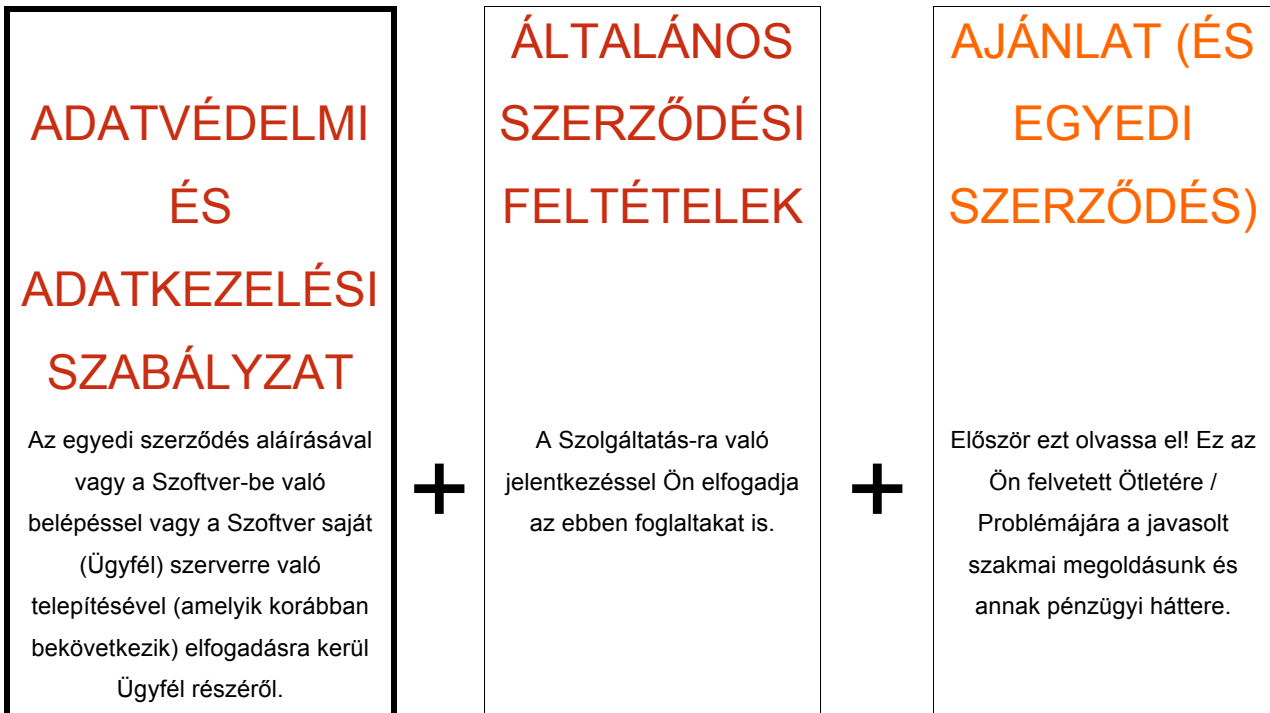 ADATVÉDELMI
ÉS
ADATKEZELÉSI
SZABÁLYZAT
Az egyedi szerződés aláírásával
vagy a Szoftver-be való
belépéssel vagy a Szoftver saját
(Ügyfél) szerverre való
telepítésével (amelyik korábban
bekövetkezik) elfogadásra kerül
Ügyfél részéről.
+
ÁLTALÁNOS
SZERZŐDÉSI
FELTÉTELEK
A Szolgáltatás-ra való
jelentkezéssel Ön elfogadja
az ebben foglaltakat is.
+
AJÁNLAT (ÉS
EGYEDI
SZERZŐDÉS)
Először ezt olvassa el! Ez az
Ön felvetett Ötletére /
Problémájára a javasolt
szakmai megoldásunk és
annak pénzügyi háttere.